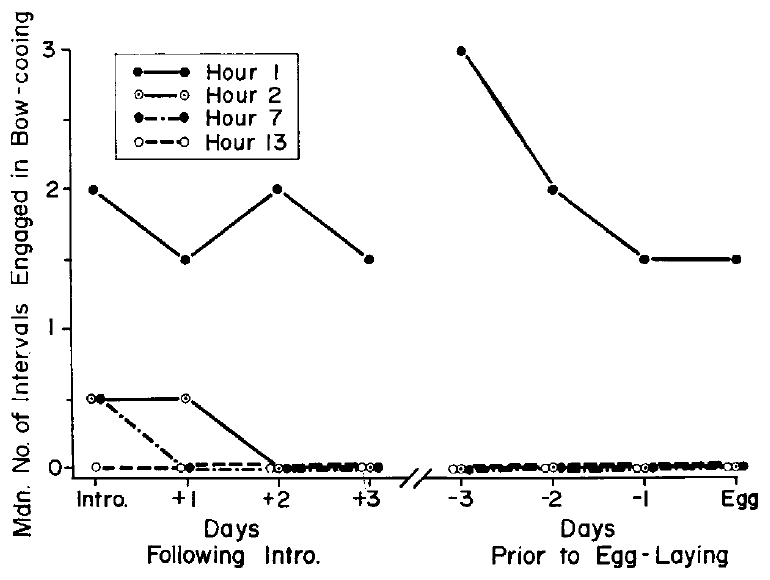 Mdn. No. of Intervals Engaged in Bow-cooing
3
2
1
0
Hour 1
Hour 2
Hour 7
Hour 13
Intro. +1 +2 +3 -3 -2 -1 Egg
Days Days
Following Intro. Prior to Egg-Laying